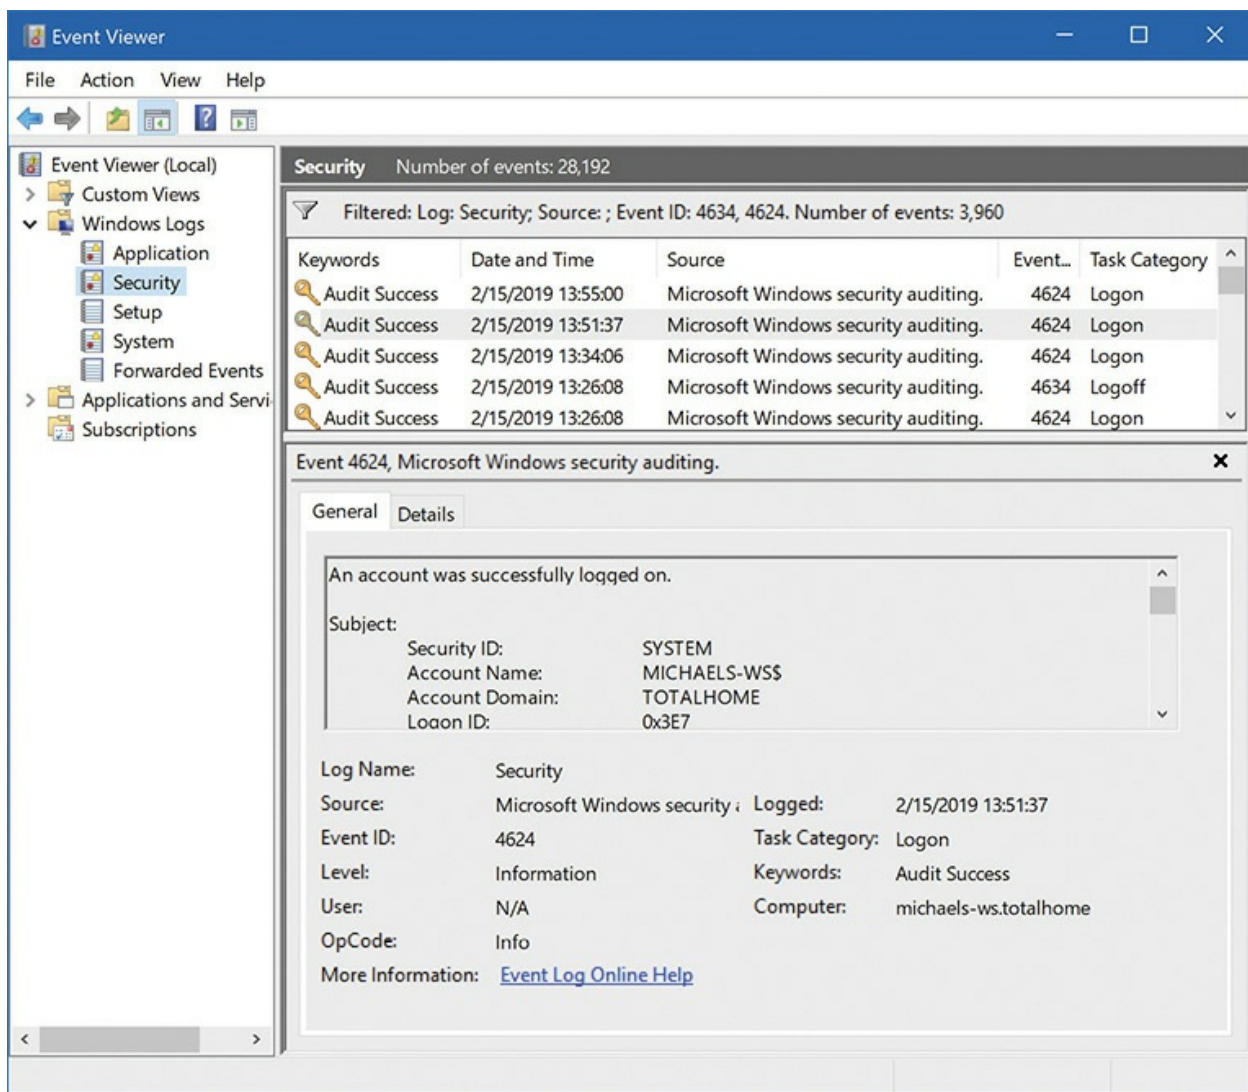 Event Viewer
File Action View Help
Event Viewer (Local)
Custom Views
Windows Logs
Application
Security
Setup
System
Forwarded Events
Applications and Servi
Subscriptions
Security Number of events: 28,192
Filtered: Log: Security; Source: ; Event ID: 4634, 4624. Number of events: 3,960
Keywords Date and Time Source Event... Task Category
Audit Success 2/15/2019 13:55:00 Microsoft Windows security auditing. 4624 Logon
Audit Success 2/15/2019 13:51:37 Microsoft Windows security auditing. 4624 Logon
Audit Success 2/15/2019 13:34:06 Microsoft Windows security auditing. 4624 Logon
Audit Success 2/15/2019 13:26:08 Microsoft Windows security auditing. 4634 Logoff
Audit Success 2/15/2019 13:26:08 Microsoft Windows security auditing. 4624 Logon
Event 4624, Microsoft Windows security auditing.
General Details
An account was successfully logged on.
Subject:
Security ID: SYSTEM
Account Name: MICHAELS-WS$
Account Domain: TOTALHOME
Logon ID: 0x3E7
Log Name: Security
Source: Microsoft Windows security Logged: 2/15/2019 13:51:37
Event ID: 4624 Task Category: Logon
Level: Information Keywords: Audit Success
User: N/A Computer: michaels-ws.totalhome
OpCode: Info
More Information: Event Log Online Help